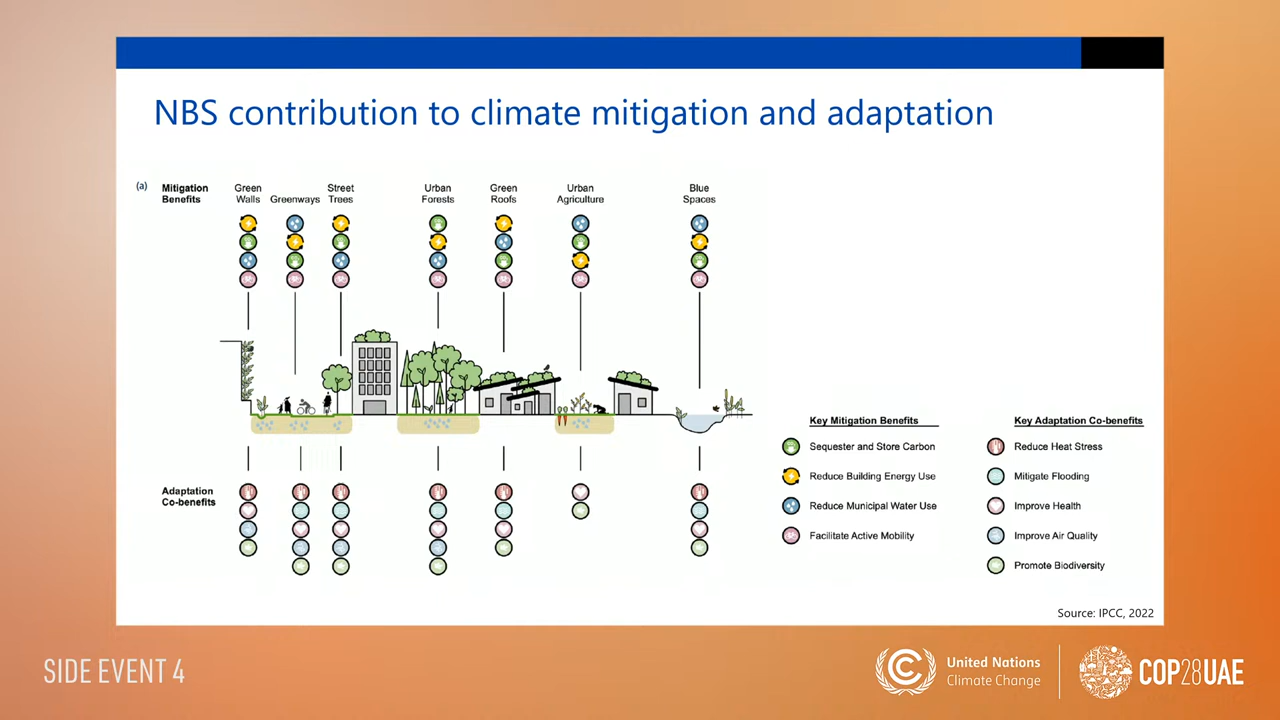 NBS contribution to climate mitigation and adaptation
(a)
Mitigation
Benefits
Green
Walls
Greenways
Street
Trees
Urban
Forests
Green
Roofs
Urban
Agriculture
Blue
Spaces
Adaptation
Co-benefits
Key Mitigation Benefits
Sequester and Store Carbon
Reduce Building Energy Use
Reduce Municipal Water Use
Facilitate Active Mobility
Key Adaptation Co-benefits
Reduce Heat Stress
Mitigate Flooding
Improve Health
Improve Air Quality
Promote Biodiversity
Source: IPCC, 2022
SIDE EVENT 4
United Nations
Climate Change
COP28UAE